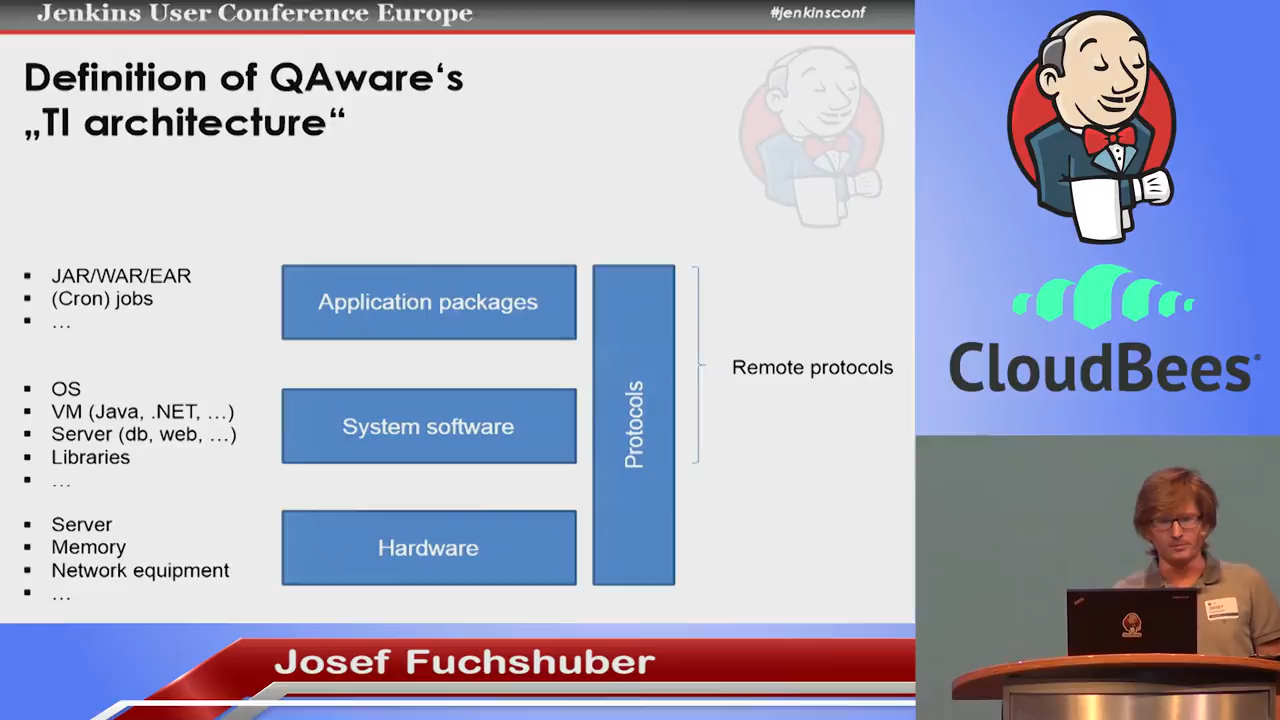 Jenkins User Conference Europe
#jenkinsconf
Definition of QAware‘s
„TI architecture“
▪ JAR/WAR/EAR
▪ (Cron) jobs
▪ …
Application packages
▪ OS
▪ VM (Java, .NET, …)
▪ Server (db, web, …)
▪ Libraries
▪ …
System software
▪ Server
▪ Memory
▪ Network equipment
▪ …
Hardware
Protocols
Remote protocols
CloudBees
Josef Fuchshuber